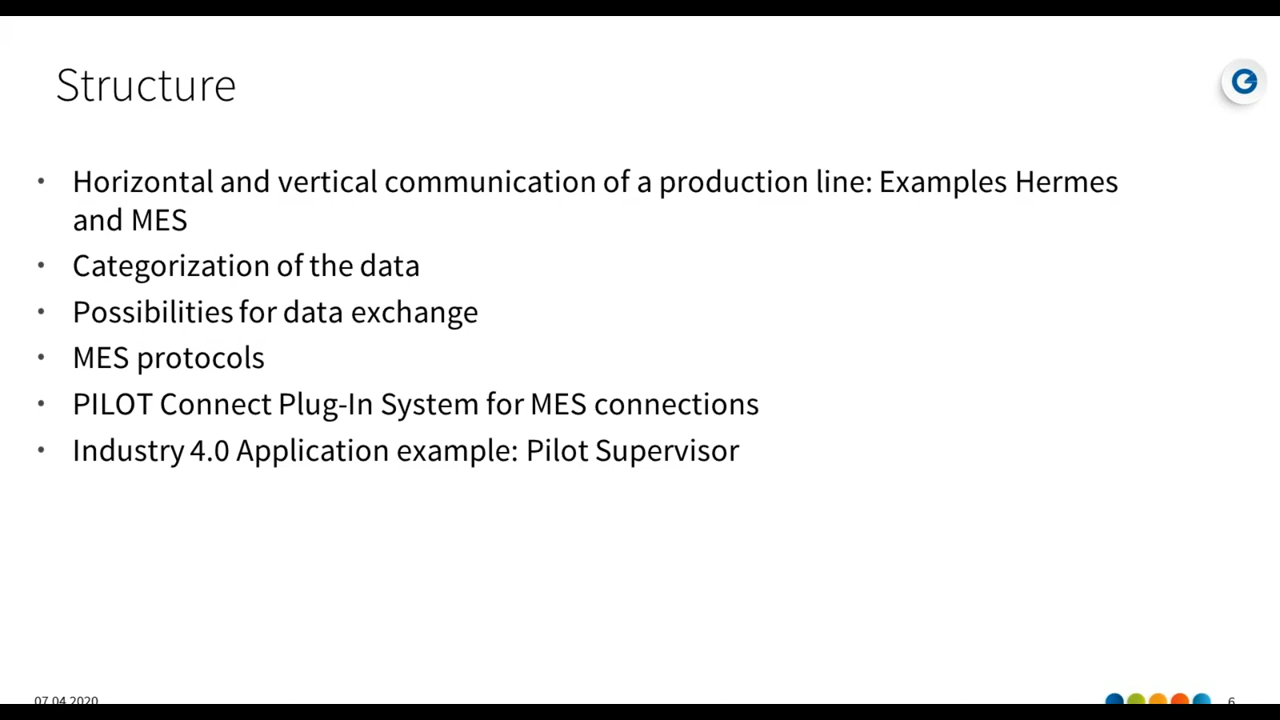 Structure
• Horizontal and vertical communication of a production line: Examples Hermes
and MES
• Categorization of the data
• Possibilities for data exchange
• MES protocols
• PILOT Connect Plug-In System for MES connections
• Industry 4.0 Application example: Pilot Supervisor
07.04.2020
6